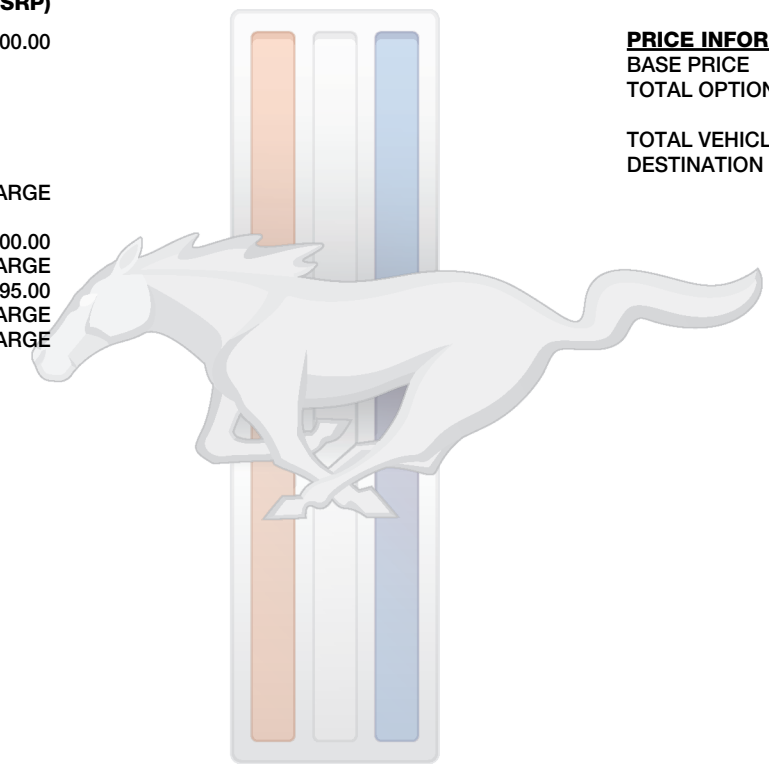 SRP)
00.00
ARGE
00.00
ARGE
95.00
ARGE
ARGE
PRICE INFOR
BASE PRICE
TOTAL OPTION
TOTAL VEHICL
DESTINATION